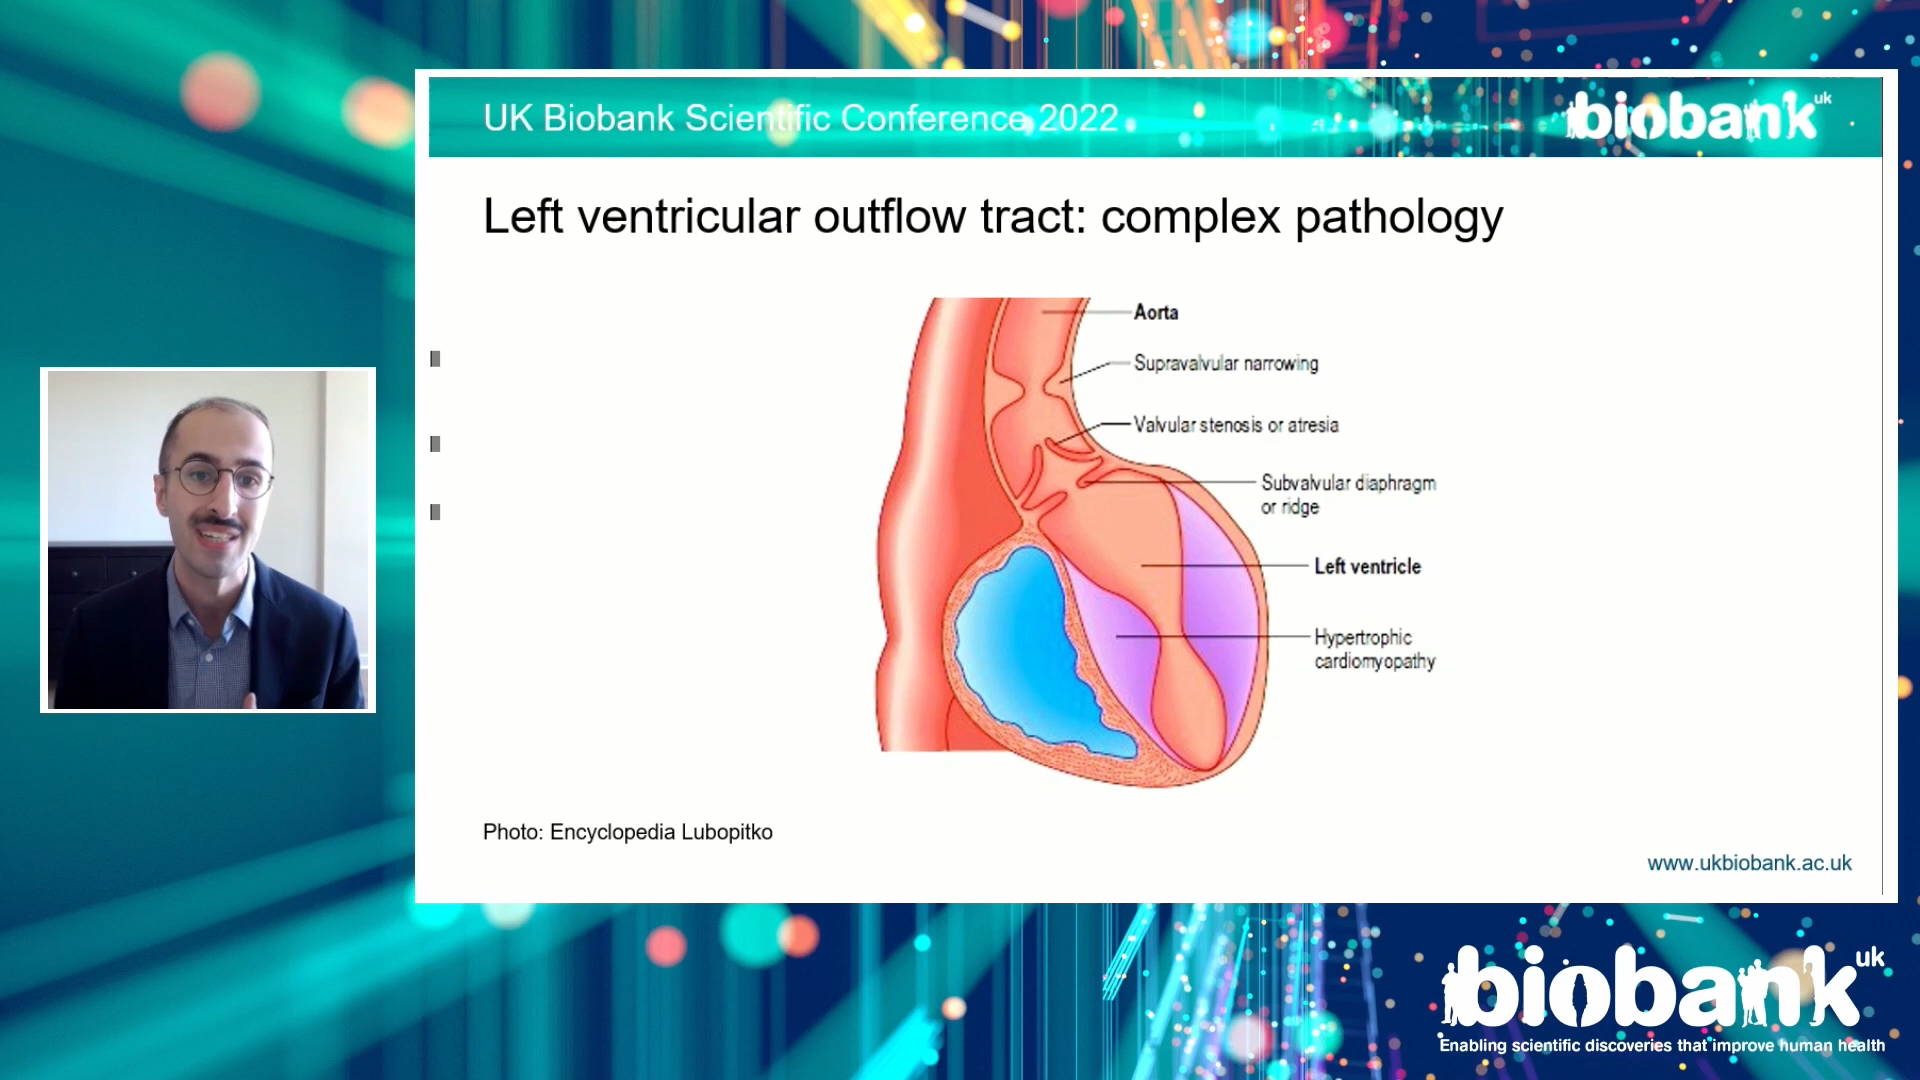 UK Biobank Scientific Conference 2022
biobank uk
Left ventricular outflow tract: complex pathology
Aorta
Supravalvular narrowing
Valvular stenosis or atresia
Subvalvular diaphragm
or ridge
Left ventricle
Hypertrophic
cardiomyopathy
Photo: Encyclopedia Lubopitko
www.ukbiobank.ac.uk
biobank uk
Enabling scientific discoveries that improve human health